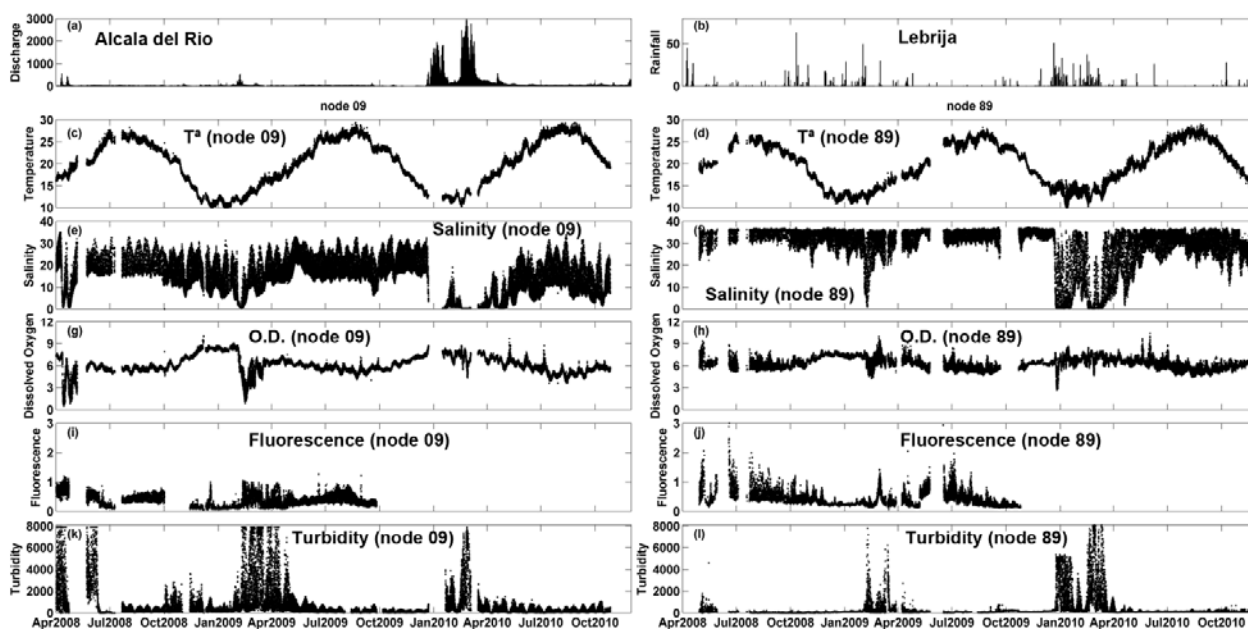 (a) Alcala del Rio
Discharge
3000
2000
1000
0
(b) Lebrija
Rainfall
50
0
node 09
(c) Tª (node 09)
Temperature
30
25
20
15
10
node 89
(d) Tª (node 89)
Temperature
30
25
20
15
10
(e) Salinity (node 09)
Salinity
40
30
20
10
0
Salinity (node 89)
Salinity
40
30
20
10
0
(g) O.D. (node 09)
Dissolved Oxygen
12
9
6
3
0
(h) O.D. (node 89)
Dissolved Oxygen
12
9
6
3
0
(i) Fluorescence (node 09)
Fluorescence
3
2
1
0
(j) Fluorescence (node 89)
Fluorescence
3
2
1
0
(k) Turbidity (node 09)
Turbidity
8000
6000
4000
2000
0
Apr2008 Jul2008 Oct2008 Jan2009 Apr2009 Jul2009 Oct2009 Jan2010 Apr2010 Jul2010 Oct2010
(l) Turbidity (node 89)
Turbidity
8000
6000
4000
2000
0
Apr2008 Jul2008 Oct2008 Jan2009 Apr2009 Jul2009 Oct2009 Jan2010 Apr2010 Jul2010 Oct2010